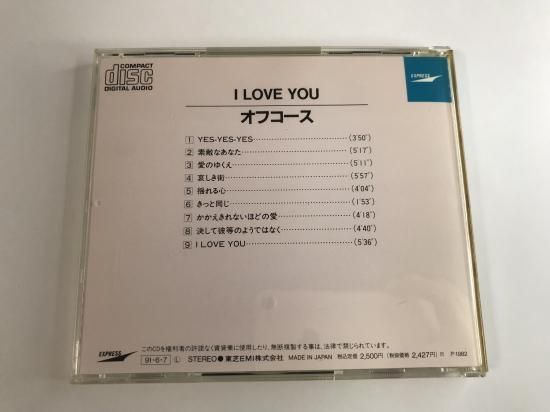 COMPACT
disc
DIGITAL AUDIO
EXPRESS
I LOVE YOU
オフコース
1 YES-YES-YES (3'50")
2 素敵なあなた (5'17")
3 愛のゆくえ (5'11")
4 哀しき街 (5'57")
5 揺れる心 (4'04")
6 きっと同じ (1'53")
7 かかえきれないほどの愛 (4'18")
8 決して彼等のようではなく (4'40")
9 I LOVE YOU (5'36")
このCDを権利者の許諾なく賃貸業に使用したり、無断複製する事は、法律で禁じられています。
EXPRESS
91・6・7 L STEREO 東芝EMI株式会社 MADE IN JAPAN 税込定価2,500円 (税抜価格 2,427円) R P1982